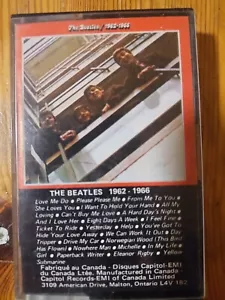 The Beatles/1962-1966
THE BEATLES 1962-1966
Love Me Do • Please Please Me • From Me To You •
She Loves You • I Want To Hold Your Hand • All My
Loving • Can't Buy Me Love • A Hard Day's Night •
And I Love Her • Eight Days A Week • I Feel Fine •
Ticket To Ride • Yesterday • Help • You've Got To
Hide Your Love Away • We Can Work It Out • Day
Tripper • Drive My Car • Norwegian Wood (This Bird
Has Flown) • Nowhere Man • Michelle • In My Life •
Girl • Paperback Writer • Eleanor Rigby • Yellow
Submarine
Fabriqué au Canada - Disques Capitol-EMI
du Canada Ltée. Manufactured in Canada
Capitol Records-EMI of Canada Limited
3109 American Drive, Malton, Ontario L4V 1B2